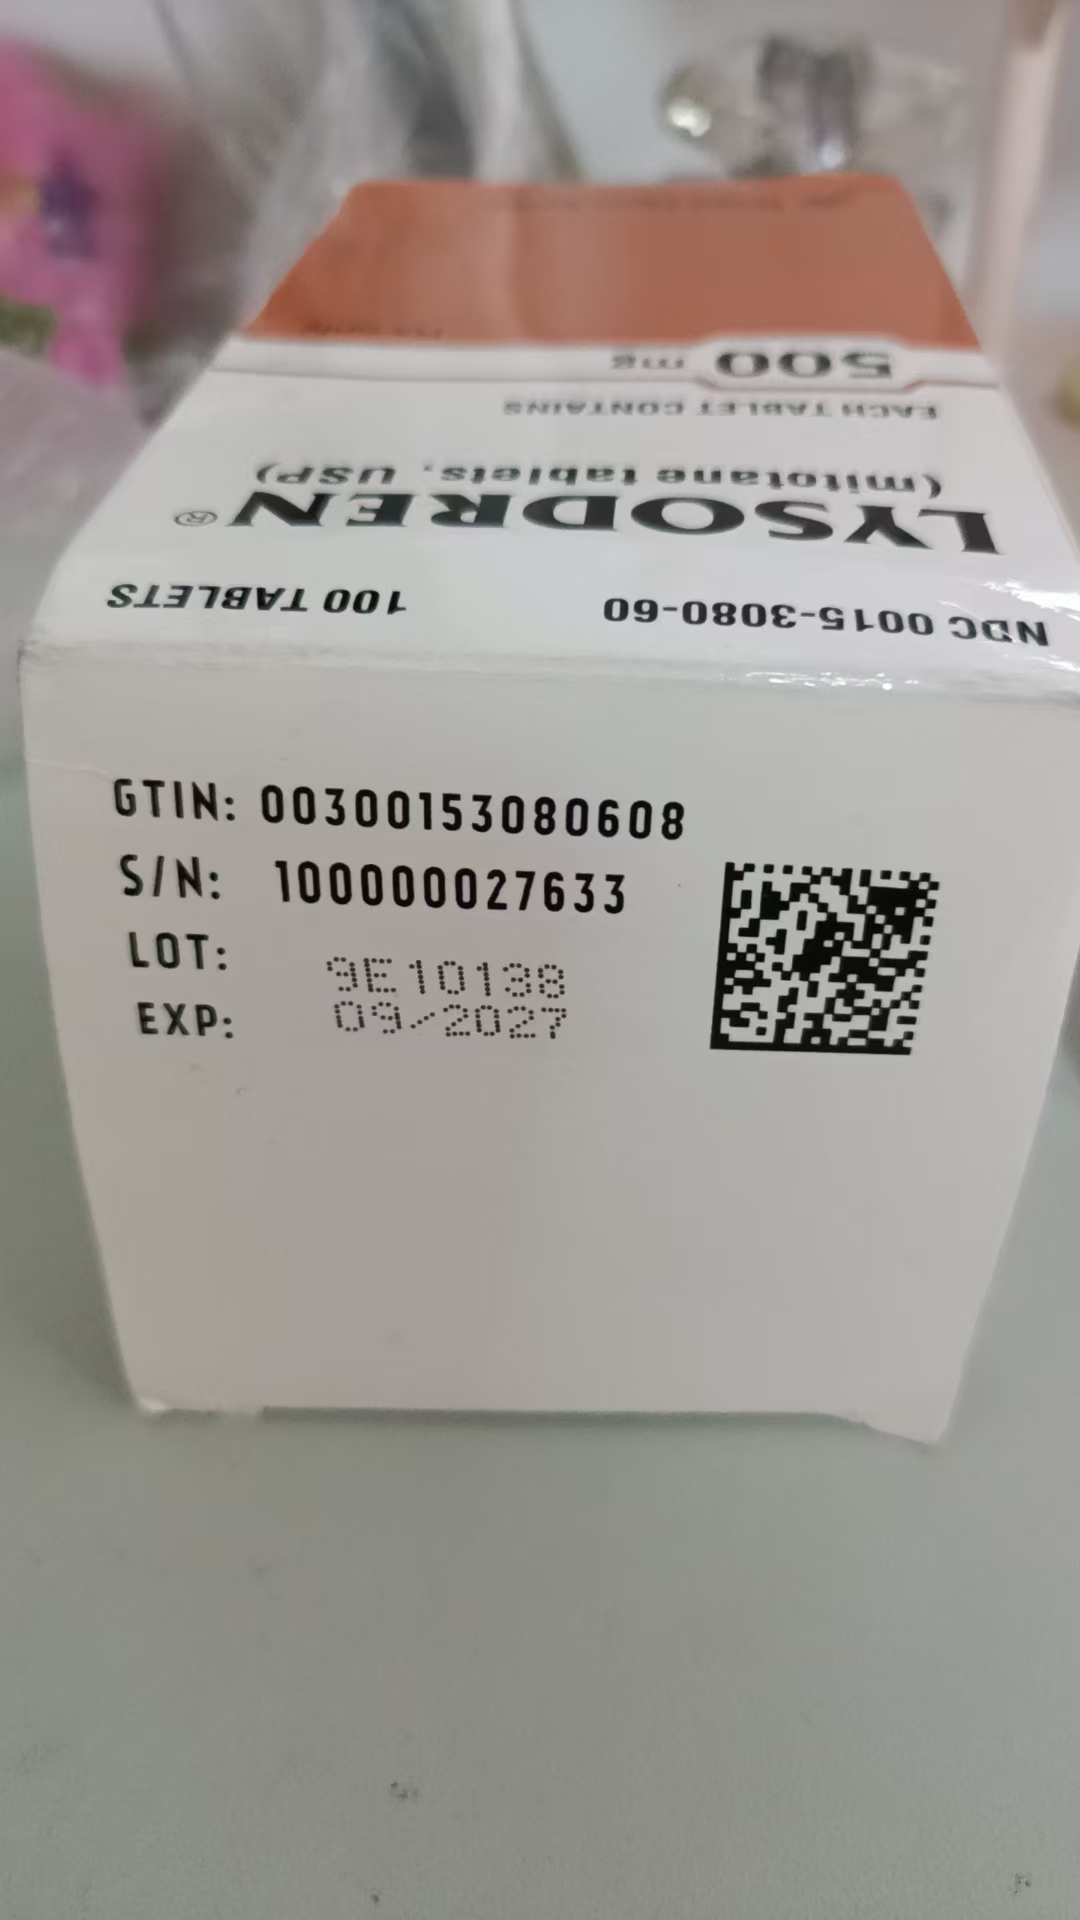 500 mg
EACH TABLET CONTAINS
(mitotane tablets, USP)
LYSODREN®
100 TABLETS
NDC 0015-3080-60
GTIN: 00300153080608
S/N: 100000027633
LOT: 9E10138
EXP: 09/2027